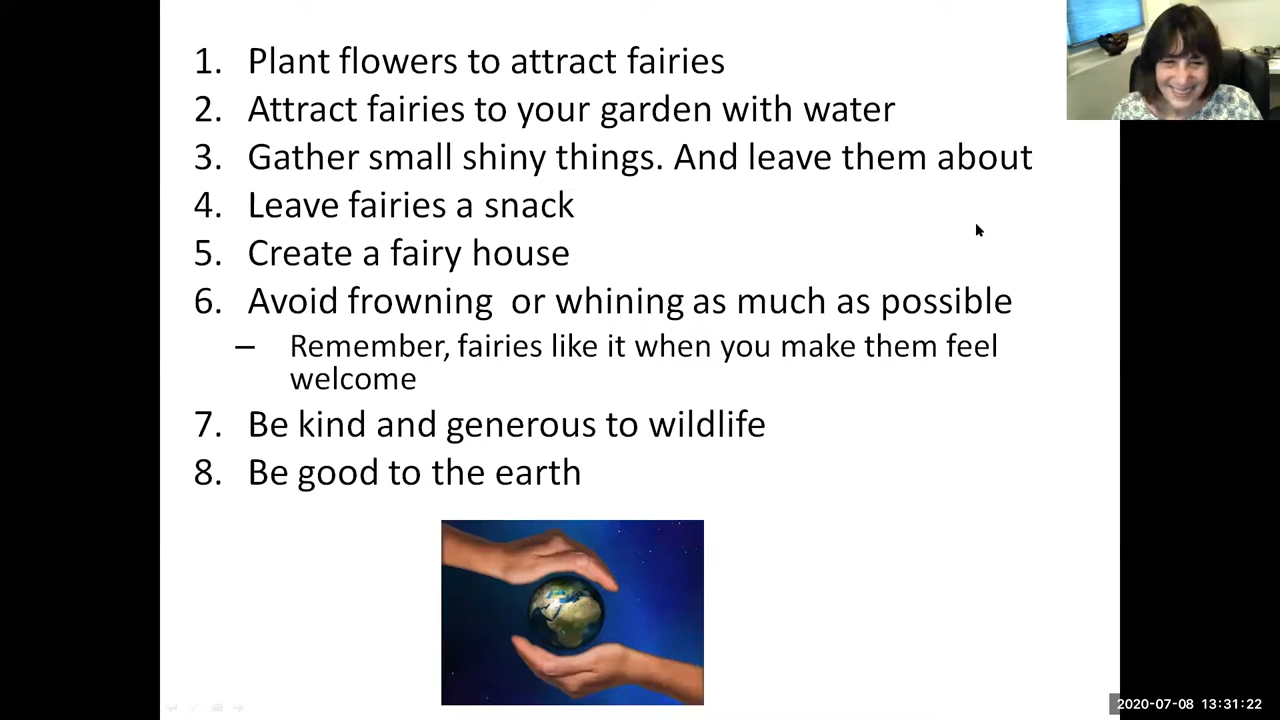 1. Plant flowers to attract fairies
2. Attract fairies to your garden with water
3. Gather small shiny things. And leave them about
4. Leave fairies a snack
5. Create a fairy house
6. Avoid frowning  or whining as much as possible
– Remember, fairies like it when you make them feel
welcome
7. Be kind and generous to wildlife
8. Be good to the earth
2020-07-08 13:31:22